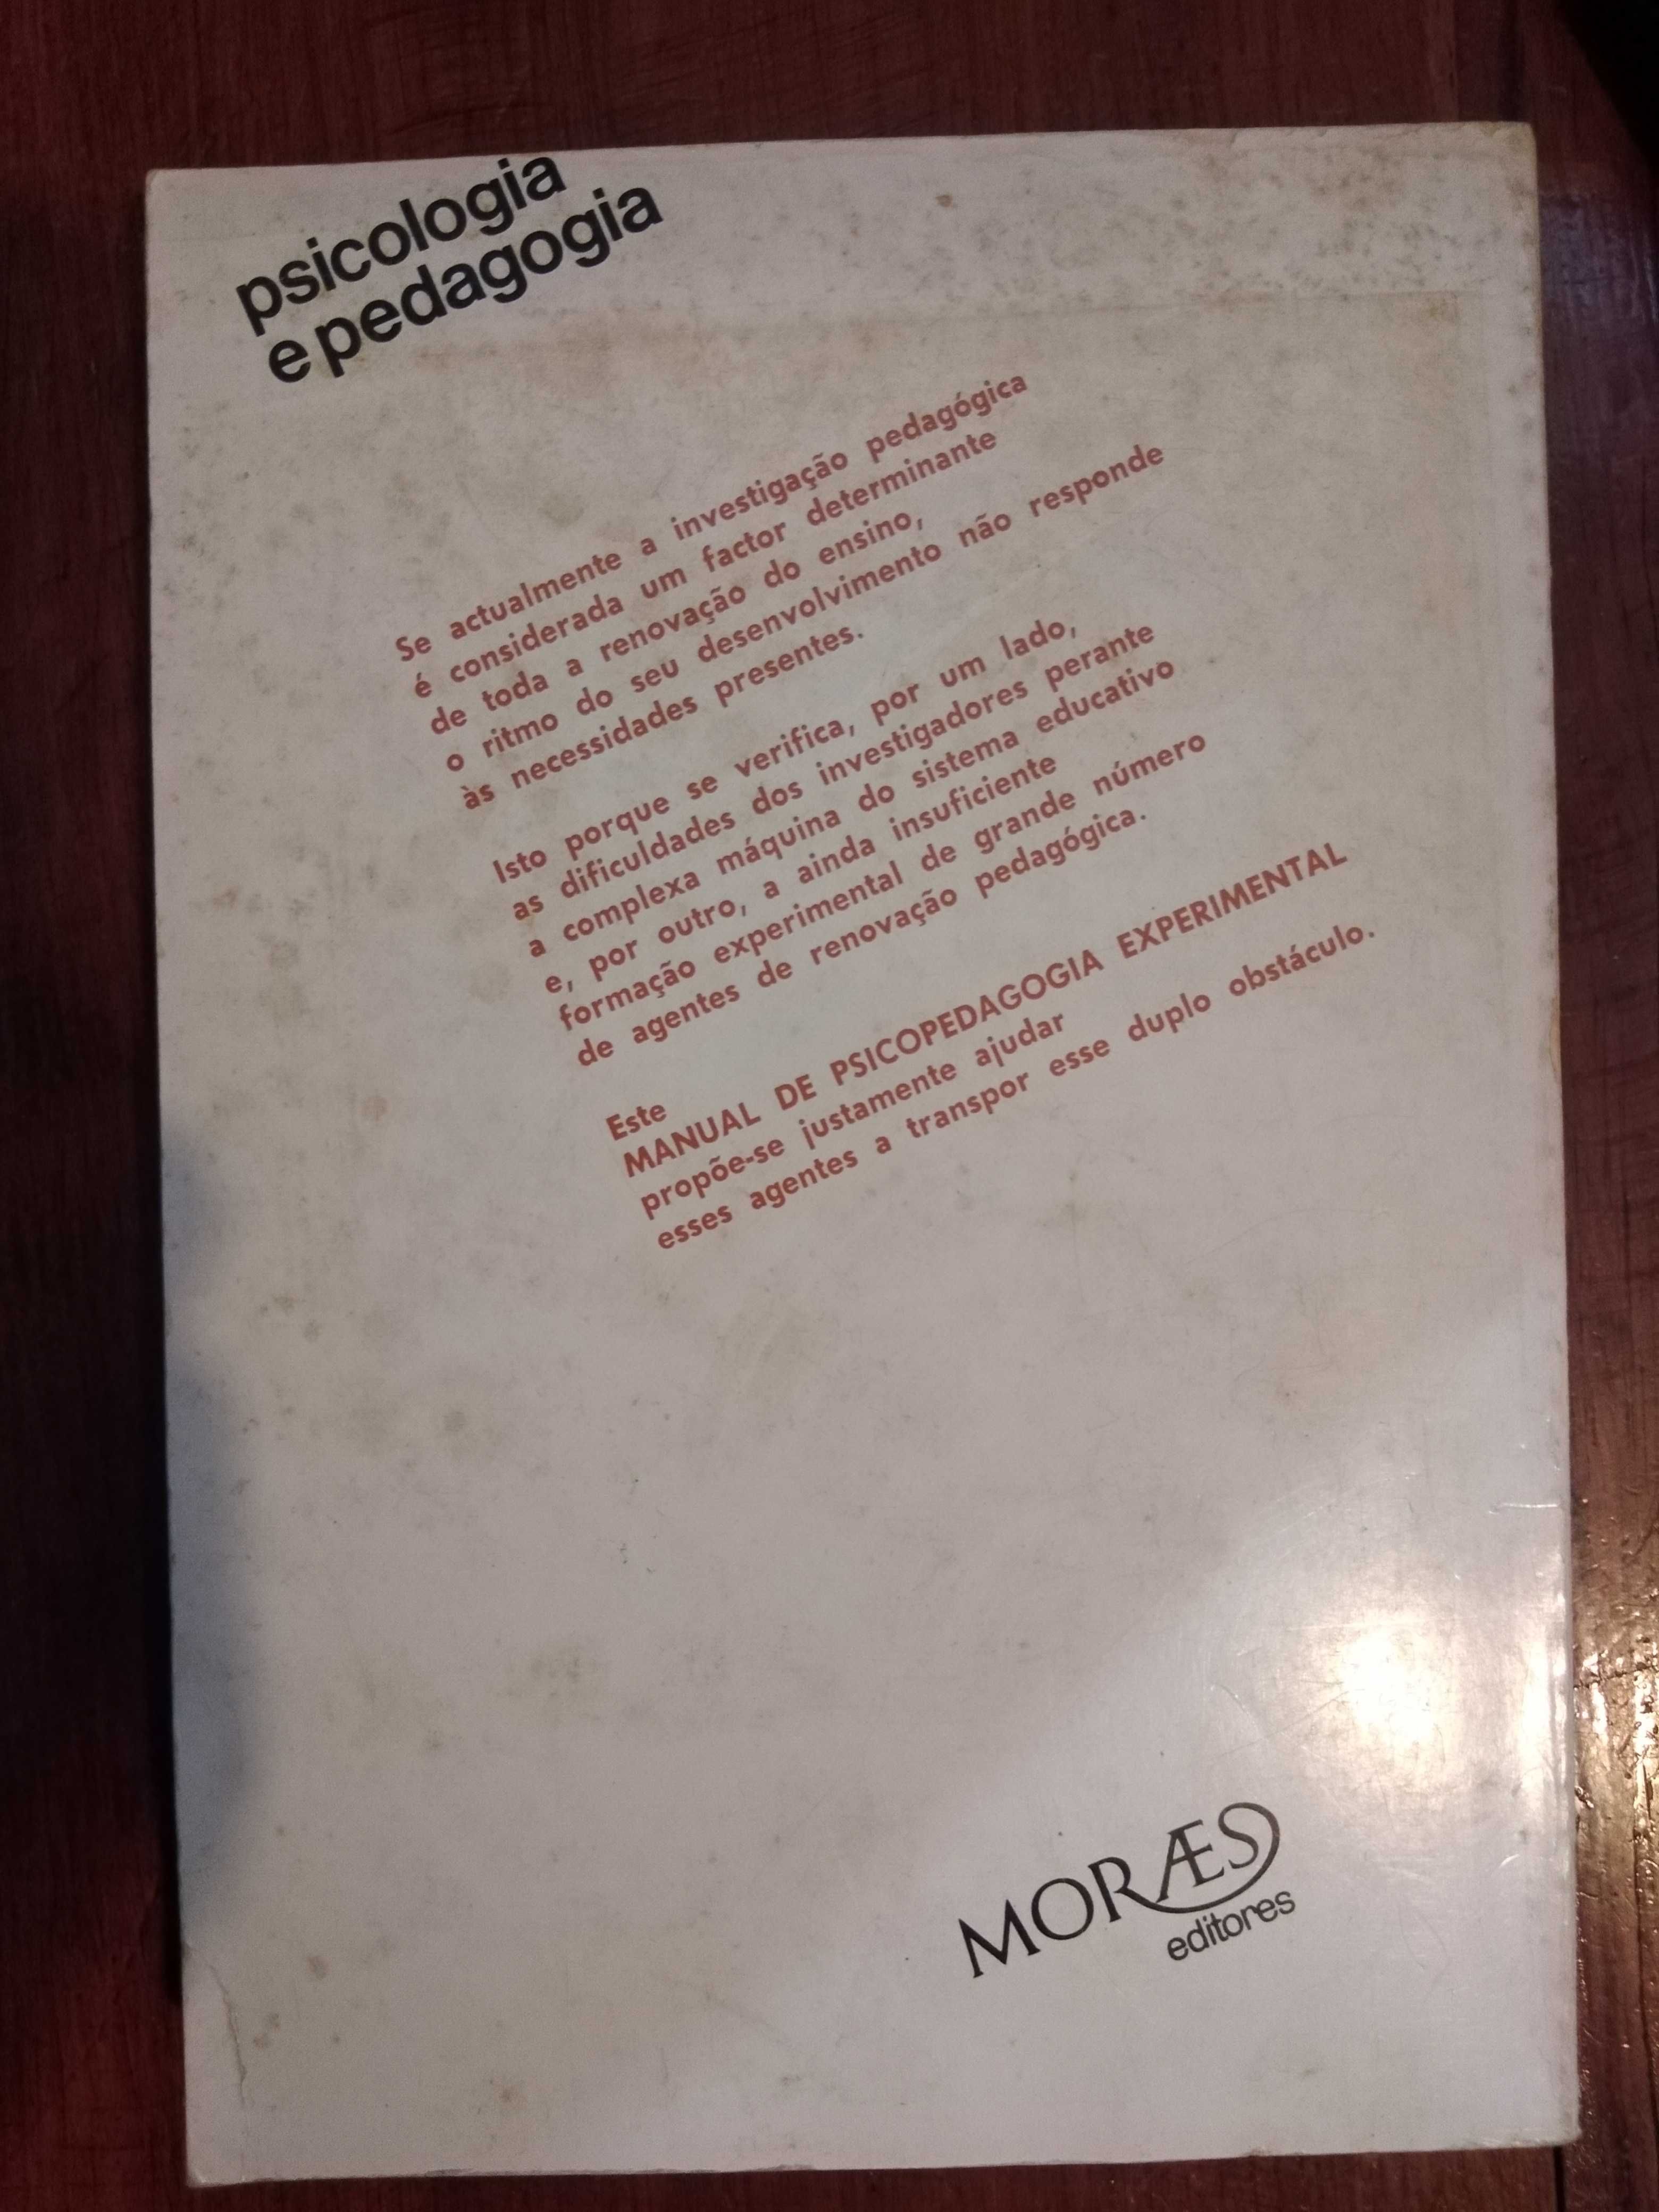 psicologia
e pedagogia
Se actualmente a investigação pedagógica
é considerada um factor determinante
de toda a renovação do ensino,
o ritmo do seu desenvolvimento não responde
às necessidades presentes.
Isto porque se verifica, por um lado,
as dificuldades dos investigadores perante
a complexa máquina do sistema educativo
e, por outro, a ainda insuficiente
formação experimental de grande número
de agentes de renovação pedagógica.
Este
MANUAL DE PSICOPEDAGOGIA EXPERIMENTAL
propõe-se justamente ajudar
esses agentes a transpor esse duplo obstáculo.
MORÆS
editores